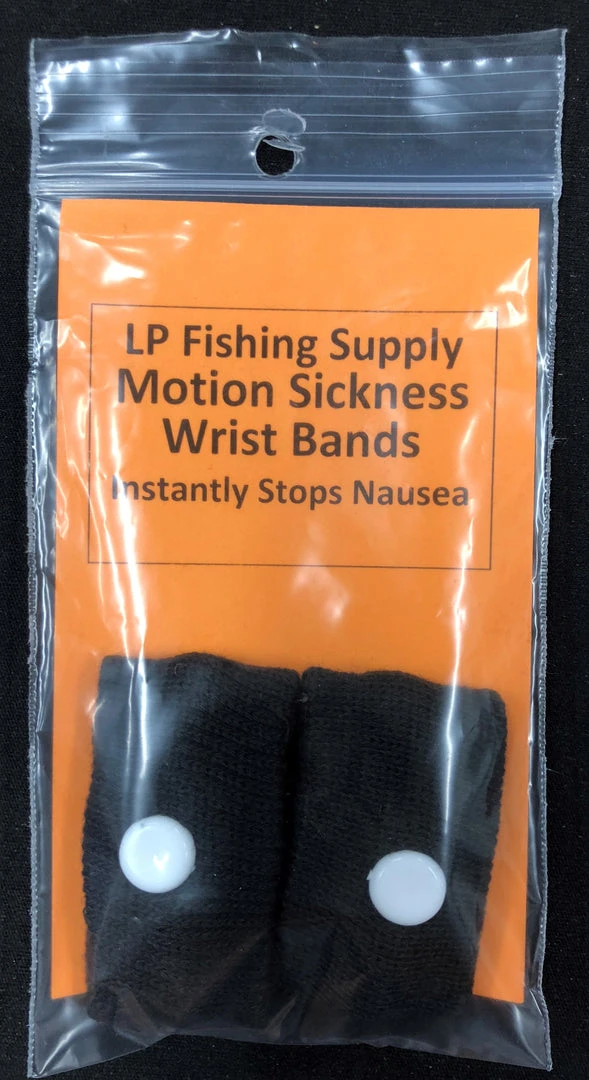 LP Fishing Supply
Motion Sickness
Wrist Bands
Instantly Stops Nausea